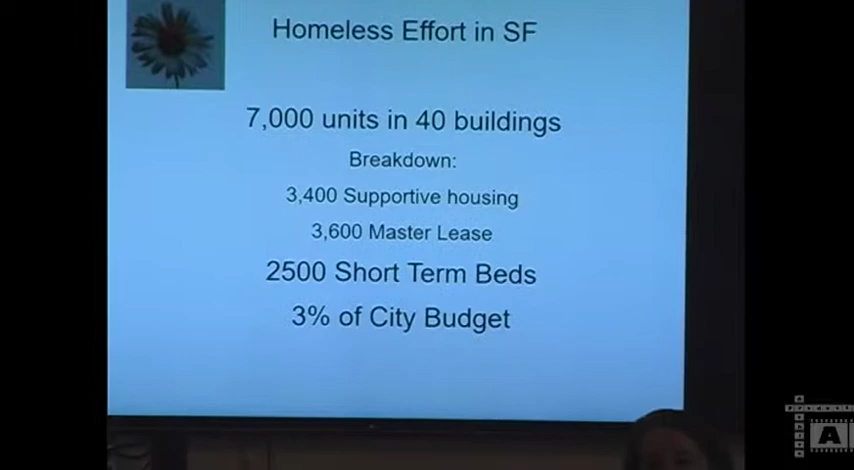 Homeless Effort in SF
7,000 units in 40 buildings
Breakdown:
3,400 Supportive housing
3,600 Master Lease
2500 Short Term Beds
3% of City Budget
A